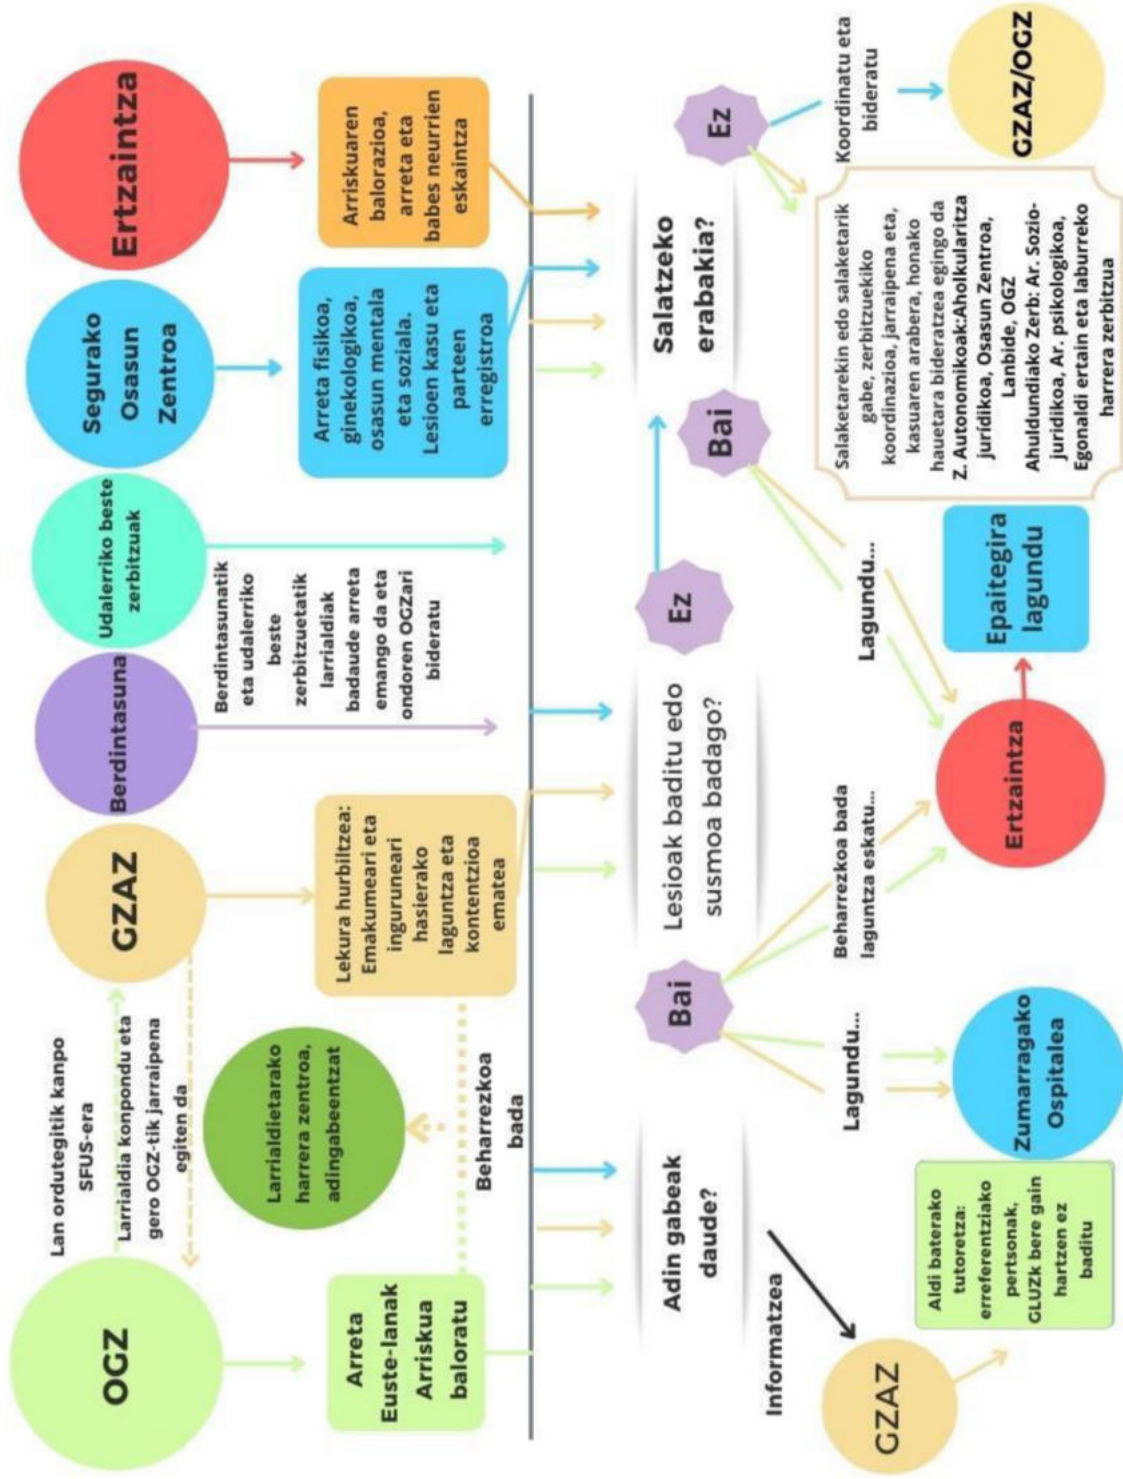 OGZ
Lan ordutegitik kanpo
SFUS-era
Larrialdia konpondu eta
gero OGZ-tik jarraipena
egiten da
GZAZ
Berdintasuna
Udalerriko beste
zerbitzuak
Segurako
Osasun
Zentroa
Ertzaintza
Arreta
Euste-lanak
Arriskua
baloratu
Larrialdietarako
harrera zentroa,
adingabeentzat
Beharrezkoa
bada
Lekura hurbiltzea:
Emakumeari eta
inguruneari
hasierako
laguntza eta
kontentzioa
ematea
Berdintasunatik
eta udalerriko
beste
zerbitzuetatik
larrialdiak
badaude arreta
emango da eta
ondoren OGZari
bideratu
Arreta fisikoa,
ginekologikoa,
osasun mentala
eta soziala.
Lesioen kasu eta
parteen
erregistroa
Arriskuaren
balorazioa,
arreta eta
babes neurrien
eskaintza
Adin gabeak
daude?
Bai
Lesioak baditu edo
susmoa badago?
Ez
Bai
Salatzeko
erabakia?
Ez
Informatzea
GZAZ
Aldi baterako
tutoretza:
erreferentziako
pertsonak,
GLUZk bere gain
hartzen ez
baditu
Lagundu...
Zumarragako
Ospitalea
Beharrezkoa bada
laguntza eskatu...
Ertzaintza
Lagundu...
Epaitegira
lagundu
Salaketarekin edo salaketarik
gabe, zerbitzuekiko
koordinazioa, jarraipena eta,
kasuaren arabera, honako
hauetara bideratzea egingo da
Z. Autonomikoak:Aholkularitza
jurídikoa, Osasun Zentroa,
Lanbide, OGZ
Ahuldundiako Zerb: Ar. Sozio-
juridikoa, Ar. psikologikoa,
Egonaldi ertain eta laburreko
harrera zerbitzua
Koordinatu eta
bideratu
GZAZ/OGZ